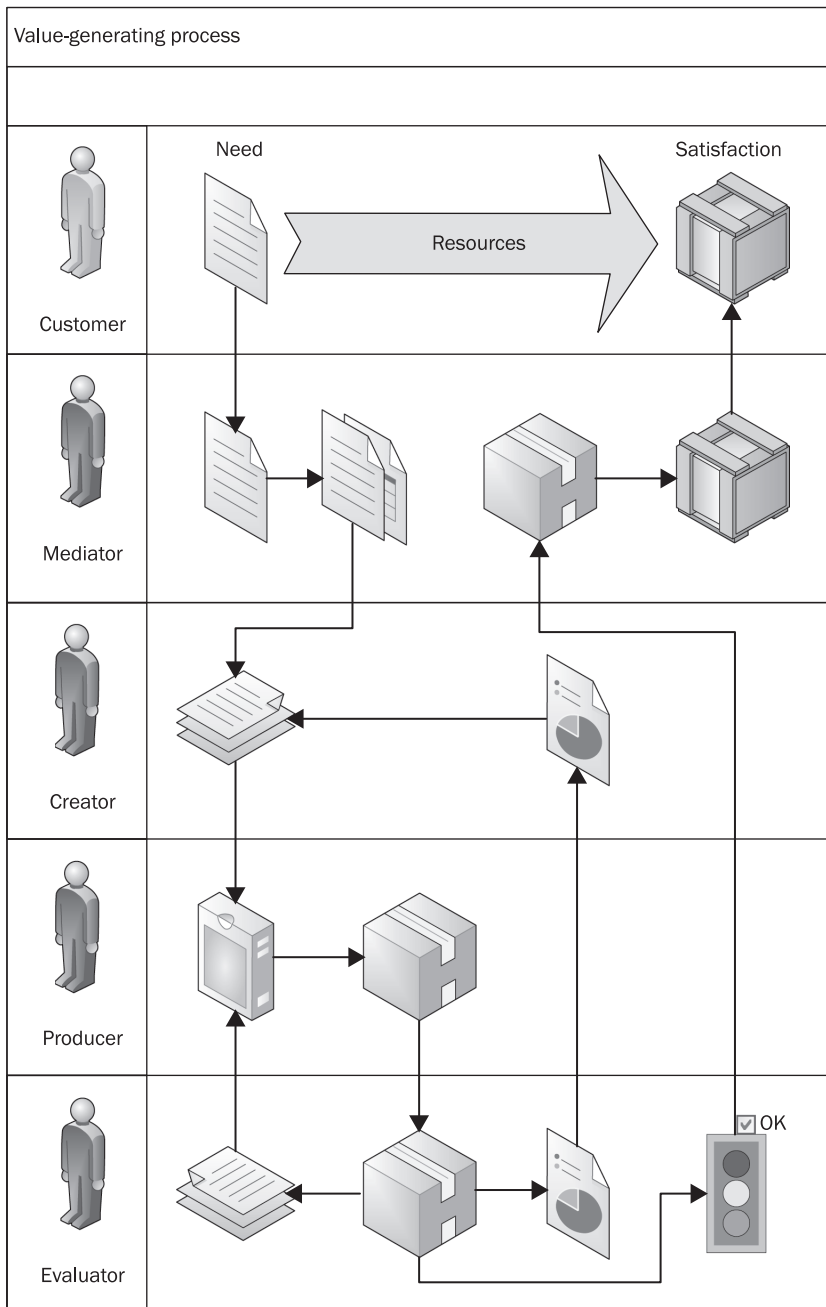 Value-generating process
Need
Satisfaction
Resources
Customer
Mediator
Creator
Producer
OK
Evaluator